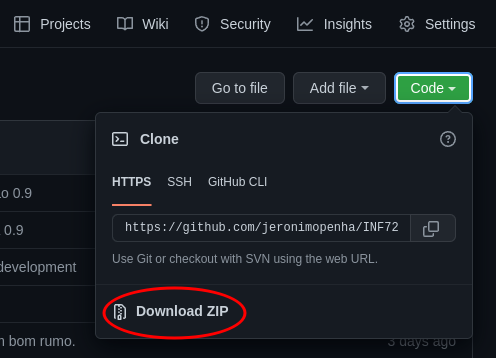 Projects Wiki Security Insights Settings
Go to file Add file Code
Clone
HTTPS SSH GitHub CLI
o 0.9
https://github.com/jeronimopenha/INF72
0.9
Use Git or checkout with SVN using the web URL.
development
Download ZIP
bom rumo. 3 days ago